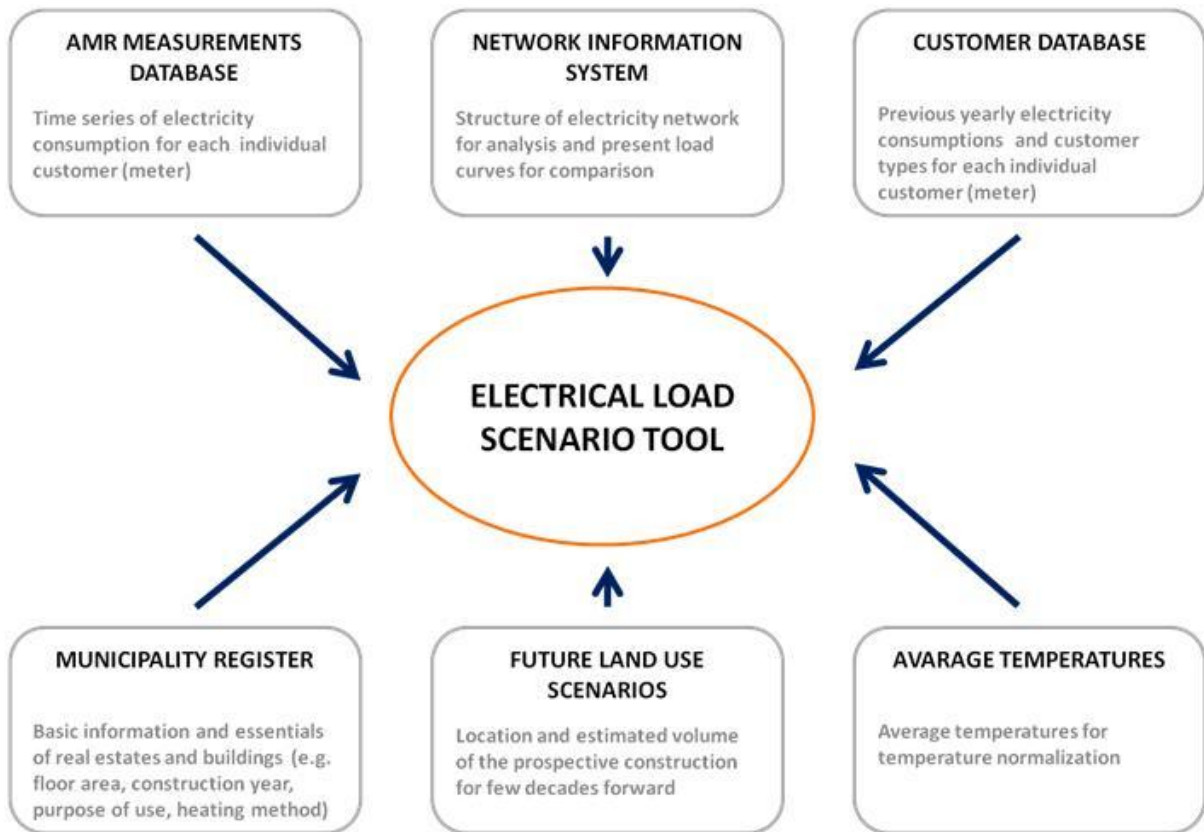 AMR MEASUREMENTS
DATABASE
Time series of electricity
consumption for each individual
customer (meter)
NETWORK INFORMATION
SYSTEM
Structure of electricity network
for analysis and present load
curves for comparison
CUSTOMER DATABASE
Previous yearly electricity
consumptions and customer
types for each individual
customer (meter)
ELECTRICAL LOAD
SCENARIO TOOL
MUNICIPALITY REGISTER
Basic information and essentials
of real estates and buildings (e.g.
floor area, construction year,
purpose of use, heating method)
FUTURE LAND USE
SCENARIOS
Location and estimated volume
of the prospective construction
for few decades forward
AVARAGE TEMPERATURES
Average temperatures for
temperature normalization